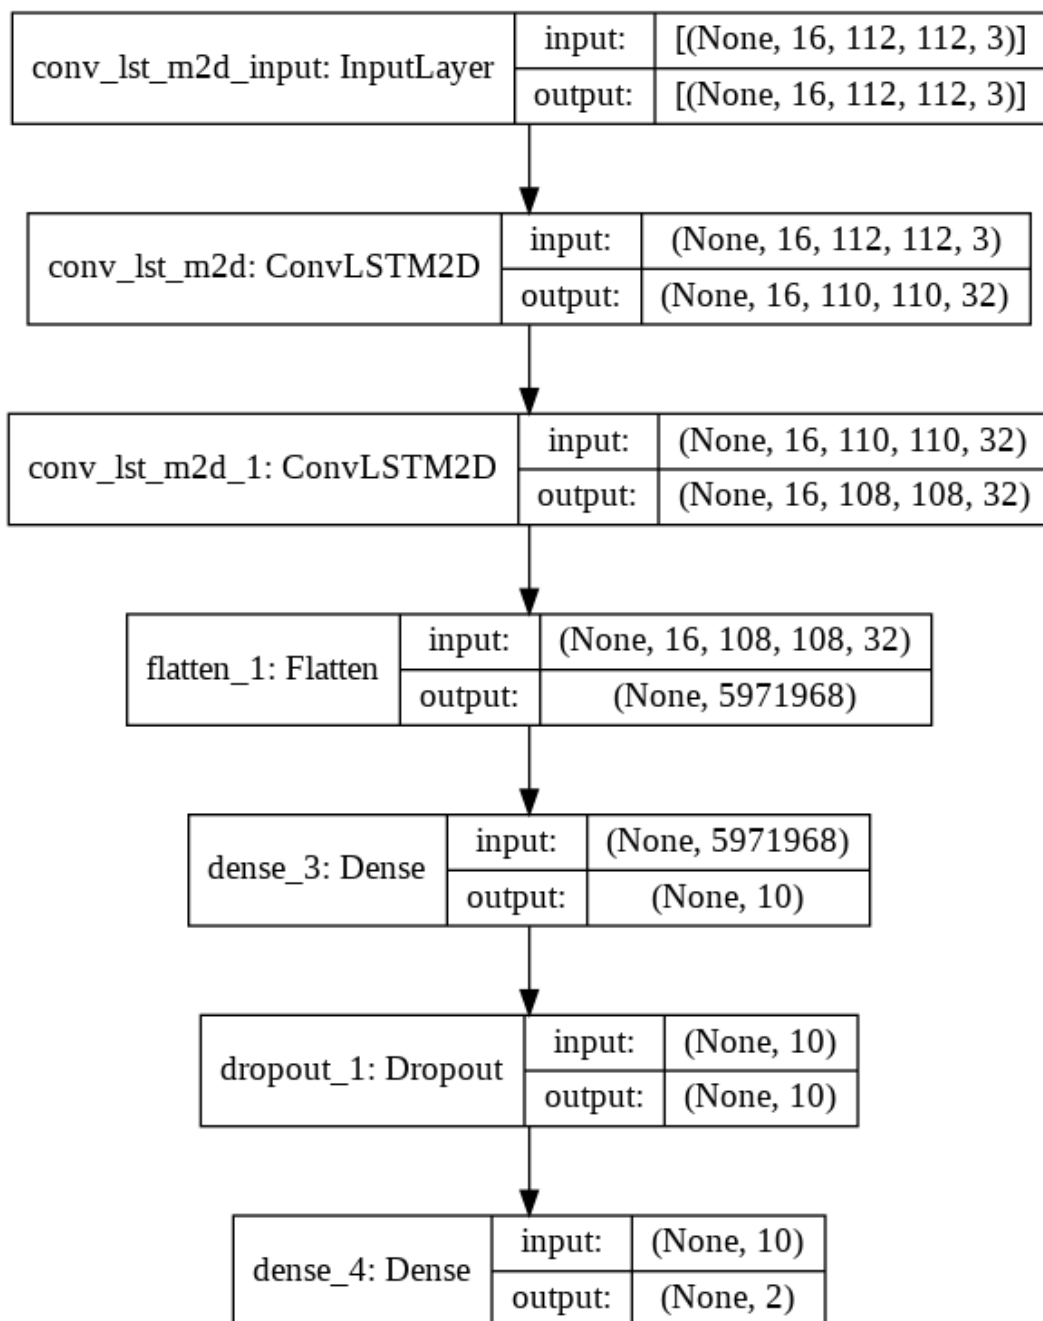 conv_lst_m2d_input: InputLayer
input: [(None, 16, 112, 112, 3)]
output: [(None, 16, 112, 112, 3)]
conv_lst_m2d: ConvLSTM2D
input: (None, 16, 112, 112, 3)
output: (None, 16, 110, 110, 32)
conv_lst_m2d_1: ConvLSTM2D
input: (None, 16, 110, 110, 32)
output: (None, 16, 108, 108, 32)
flatten_1: Flatten
input: (None, 16, 108, 108, 32)
output: (None, 5971968)
dense_3: Dense
input: (None, 5971968)
output: (None, 10)
dropout_1: Dropout
input: (None, 10)
output: (None, 10)
dense_4: Dense
input: (None, 10)
output: (None, 2)